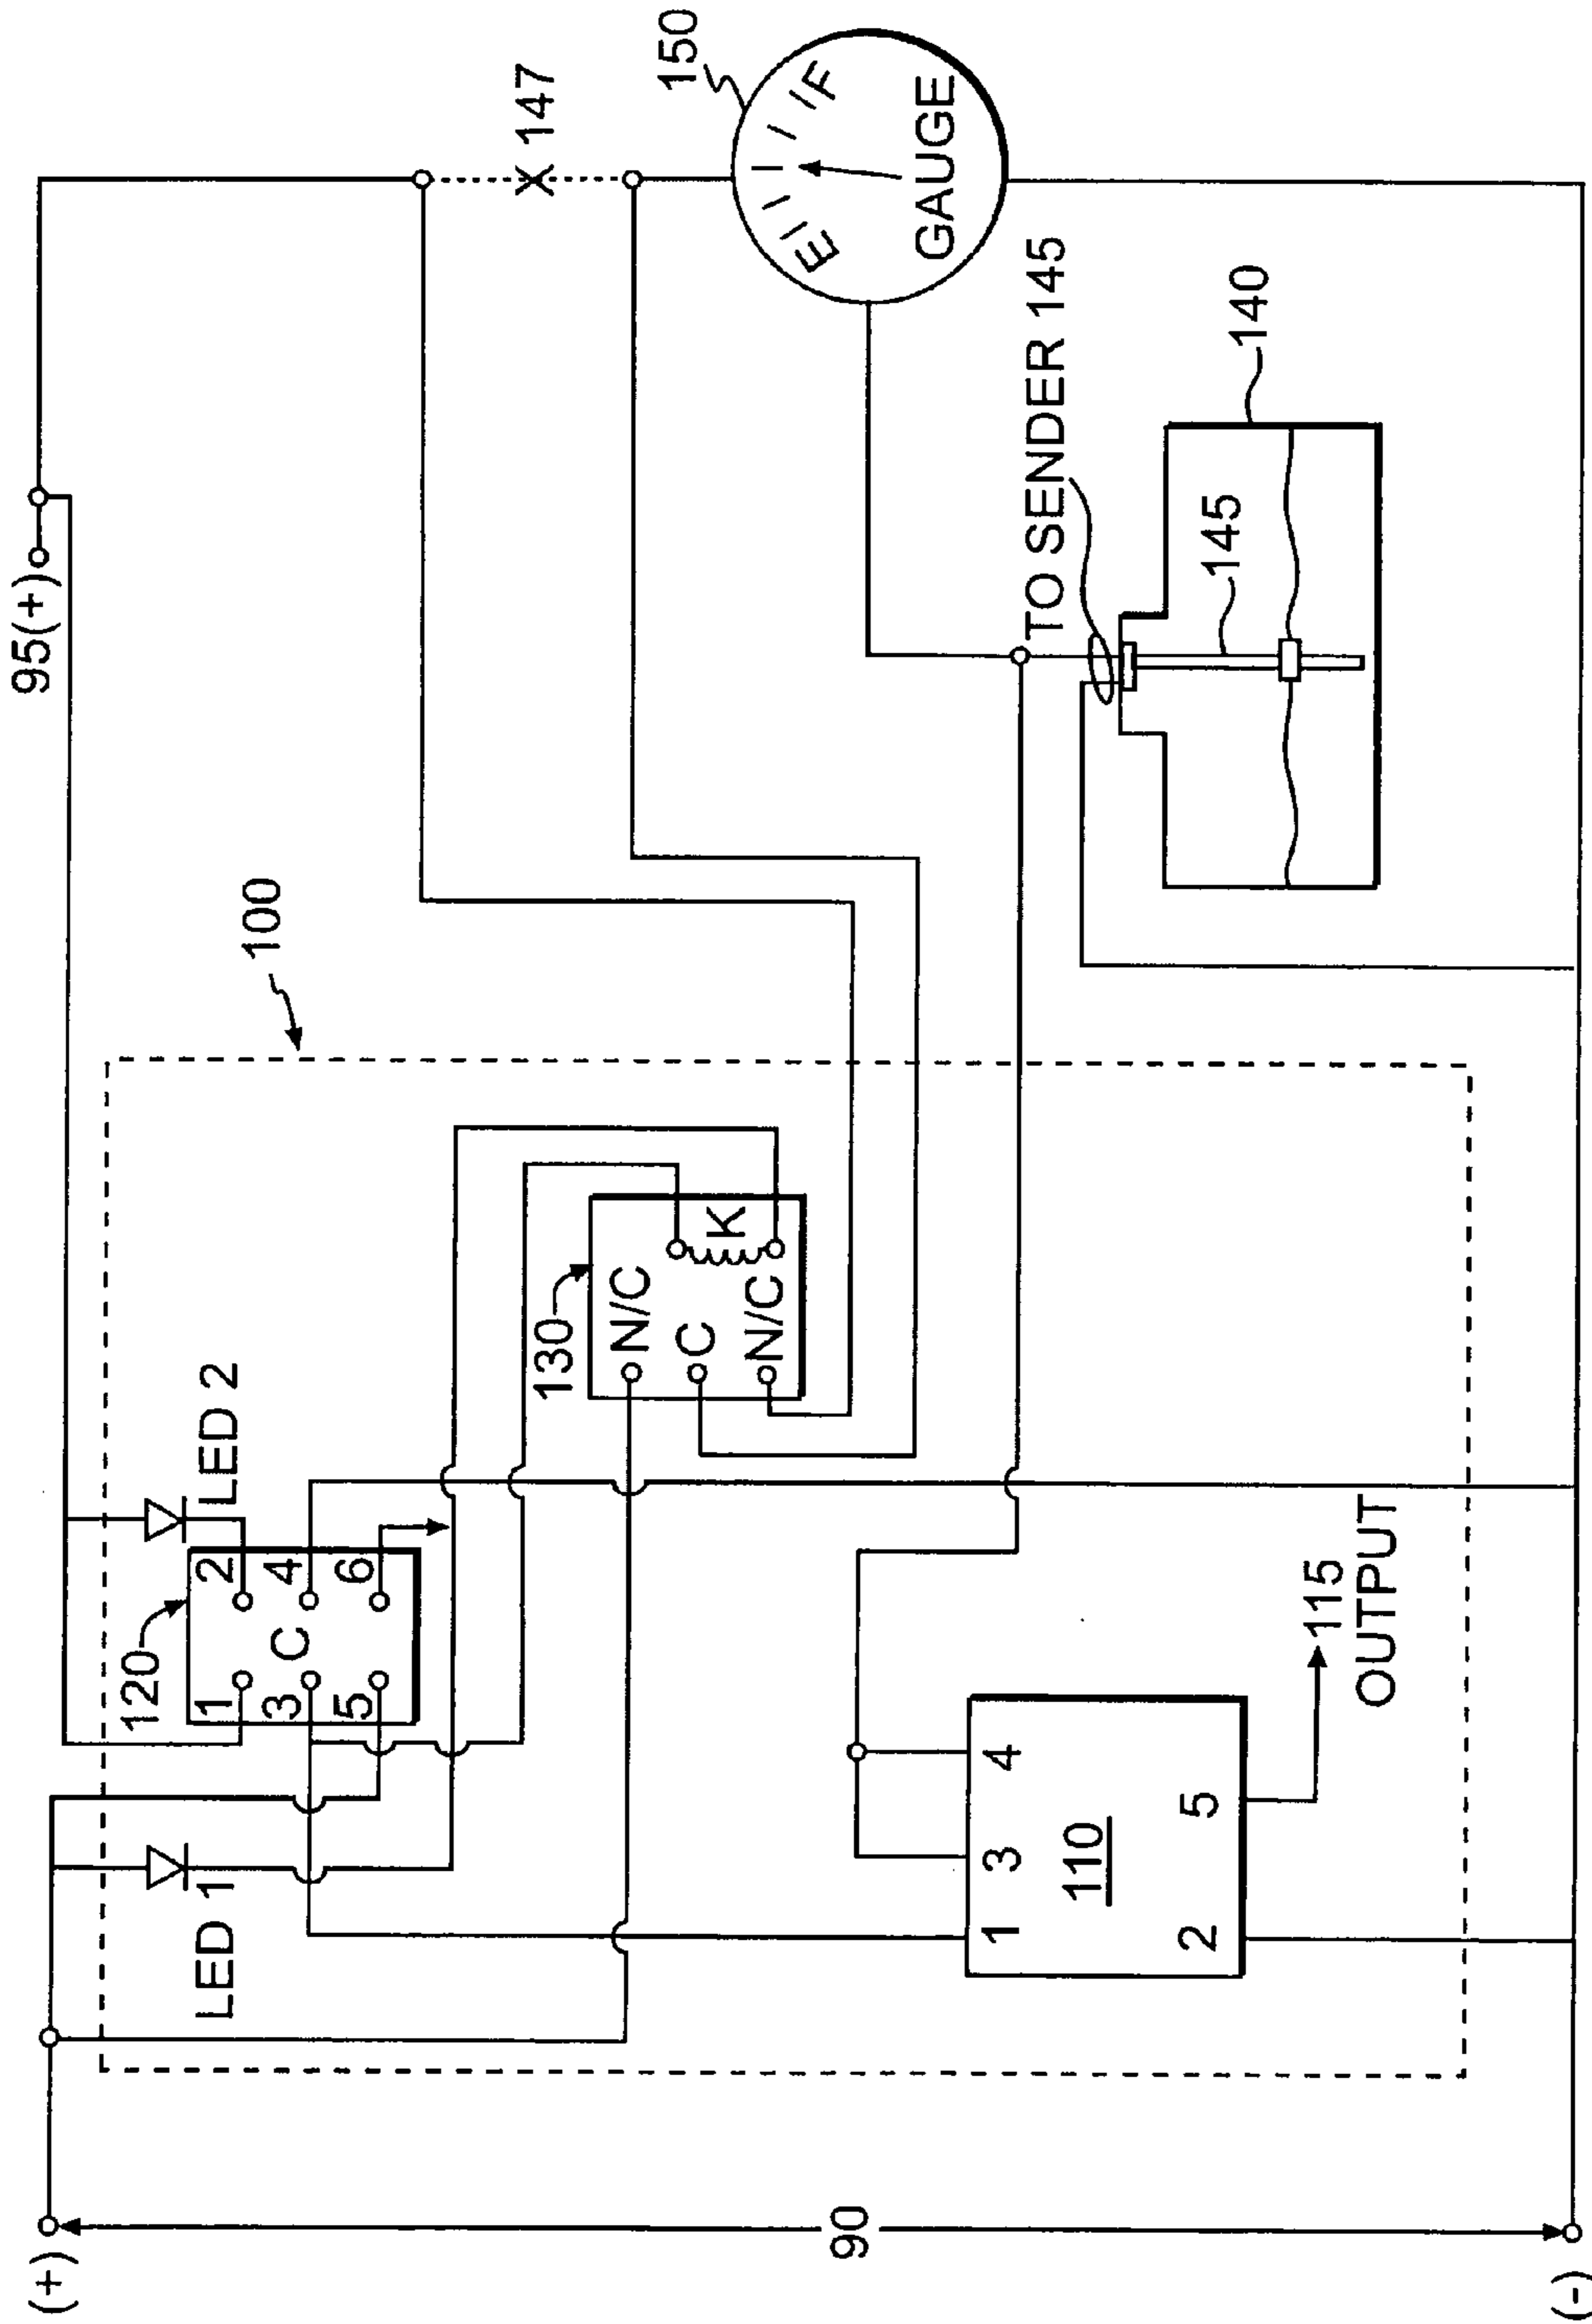 (+)
95(+)
90
(-)
100
LED 1
LED 2
120
1
2
3
C
4
5
6
130
N/C
C
N/C
K
110
1
3
4
2
5
115
OUTPUT
X 147
150
E
F
GAUGE
TO SENDER 145
145
140